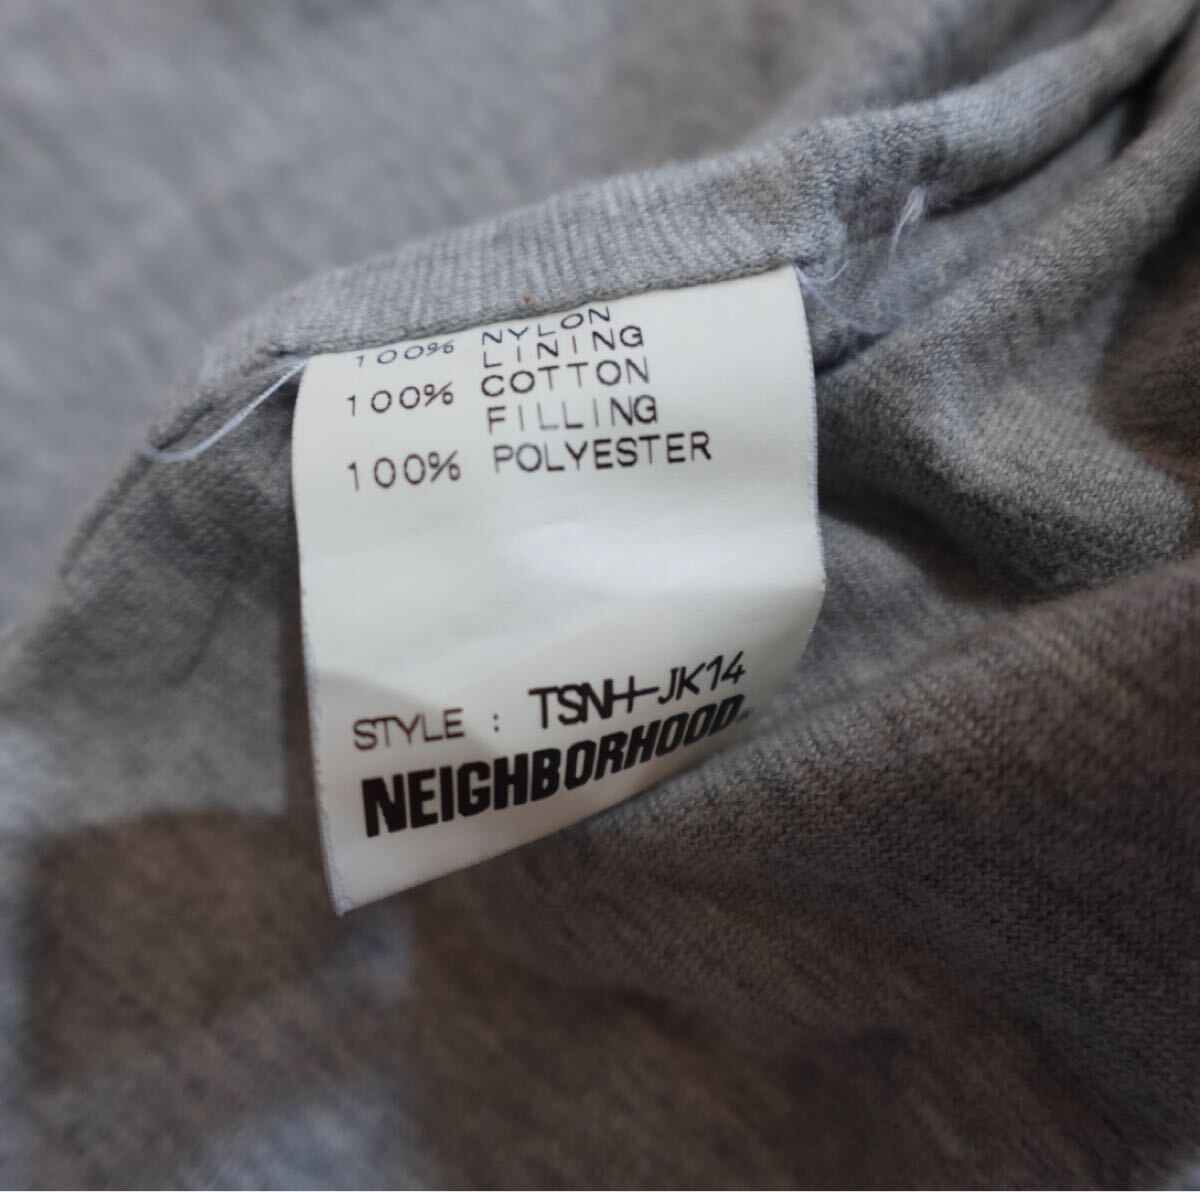 100% NYLON
LINING
100% COTTON
FILLING
100% POLYESTER
STYLE : TSNH-JK14
NEIGHBORHOOD